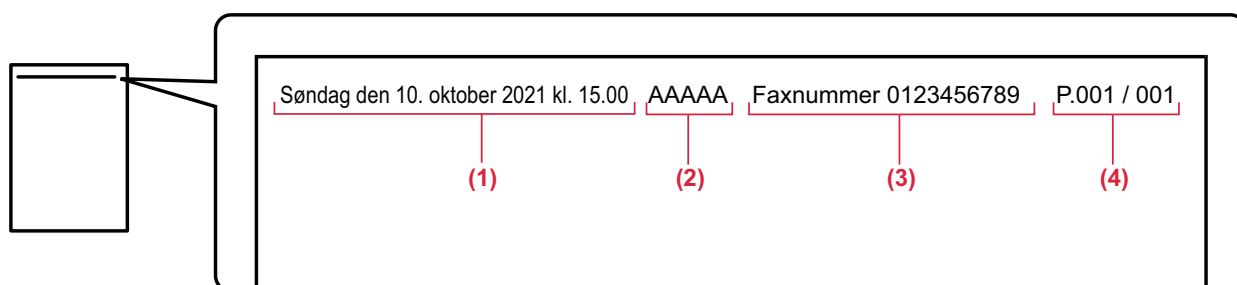 Søndag den 10. oktober 2021 kl. 15.00 AAAAA Faxnummer 0123456789 P.001 / 001
(1) (2) (3) (4)